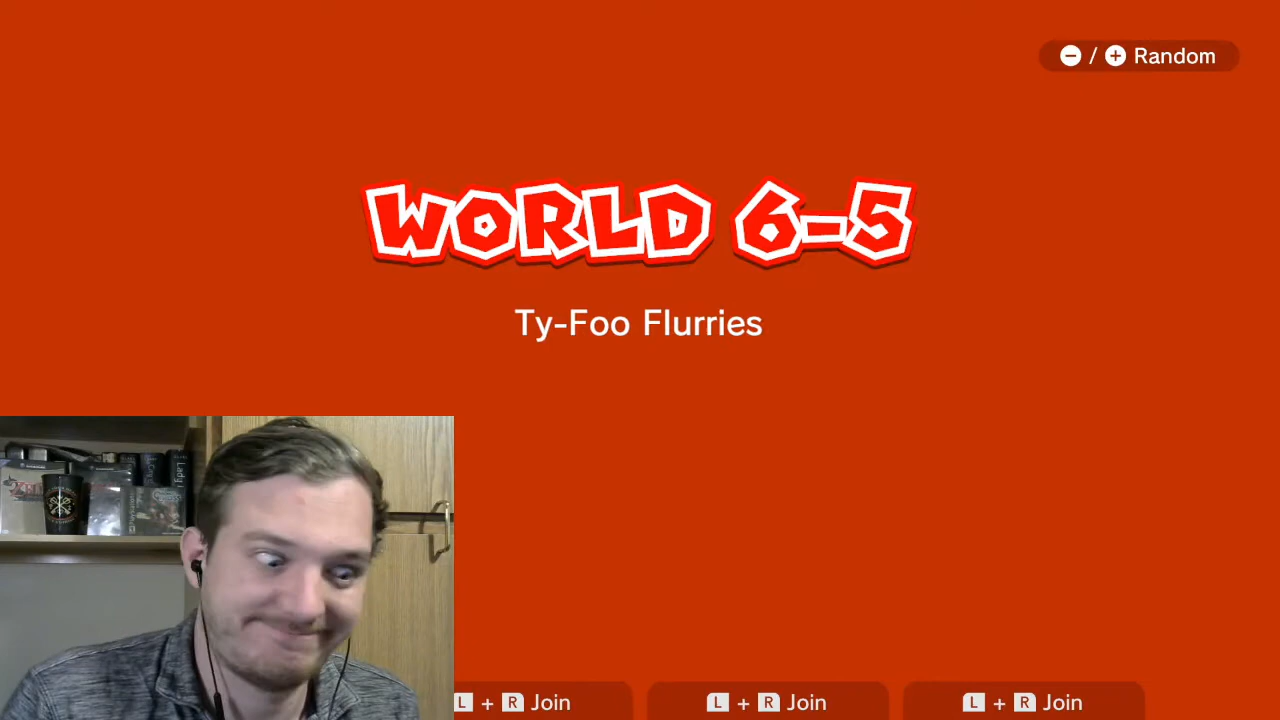 − / + Random
WORLD 6-5
Ty-Foo Flurries
L + R Join
L + R Join
L + R Join